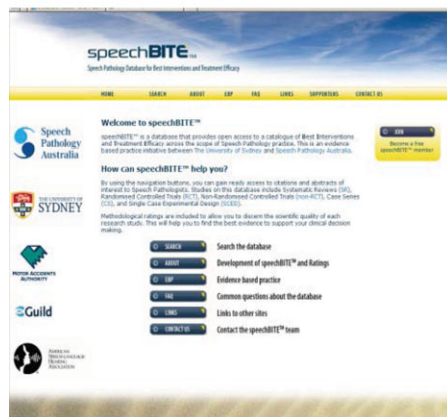 speechBITE™
Speech Pathology Database for Best Interventions and Treatment Efficacy
HOME SEARCH ABOUT EBP FAQ LINKS SUPPORTERS CONTACT US
Speech
Pathology
Australia
THE UNIVERSITY OF
SYDNEY
MOTOR ACCIDENTS
AUTHORITY
Guild
AMERICAN
SPEECH-LANGUAGE
HEARING
ASSOCIATION
Welcome to speechBITE™
speechBITE™ is a database that provides open access to a catalogue of Best Interventions
and Treatment Efficacy across the scope of Speech Pathology practice. This is an evidence
based practice initiative between The University of Sydney and Speech Pathology Australia.
How can speechBITE™ help you?
By using the navigation buttons, you can gain ready access to citations and abstracts of
interest to Speech Pathologists. Studies on this database include Systematic Reviews (SR),
Randomised Controlled Trials (RCT), Non-Randomised Controlled Trials (non-RCT), Case Series
(CS), and Single Case Experimental Design (SCED).
Methodological ratings are included to allow you to discern the scientific quality of each
research study. This will help you to find the best evidence to support your clinical decision
making.
SEARCH Search the database
ABOUT Development of speechBITE™ and Ratings
EBP Evidence based practice
FAQ Common questions about the database
LINKS Links to other sites
CONTACT US Contact the speechBITE™ team
JOIN
Become a free
speechBITE™ member